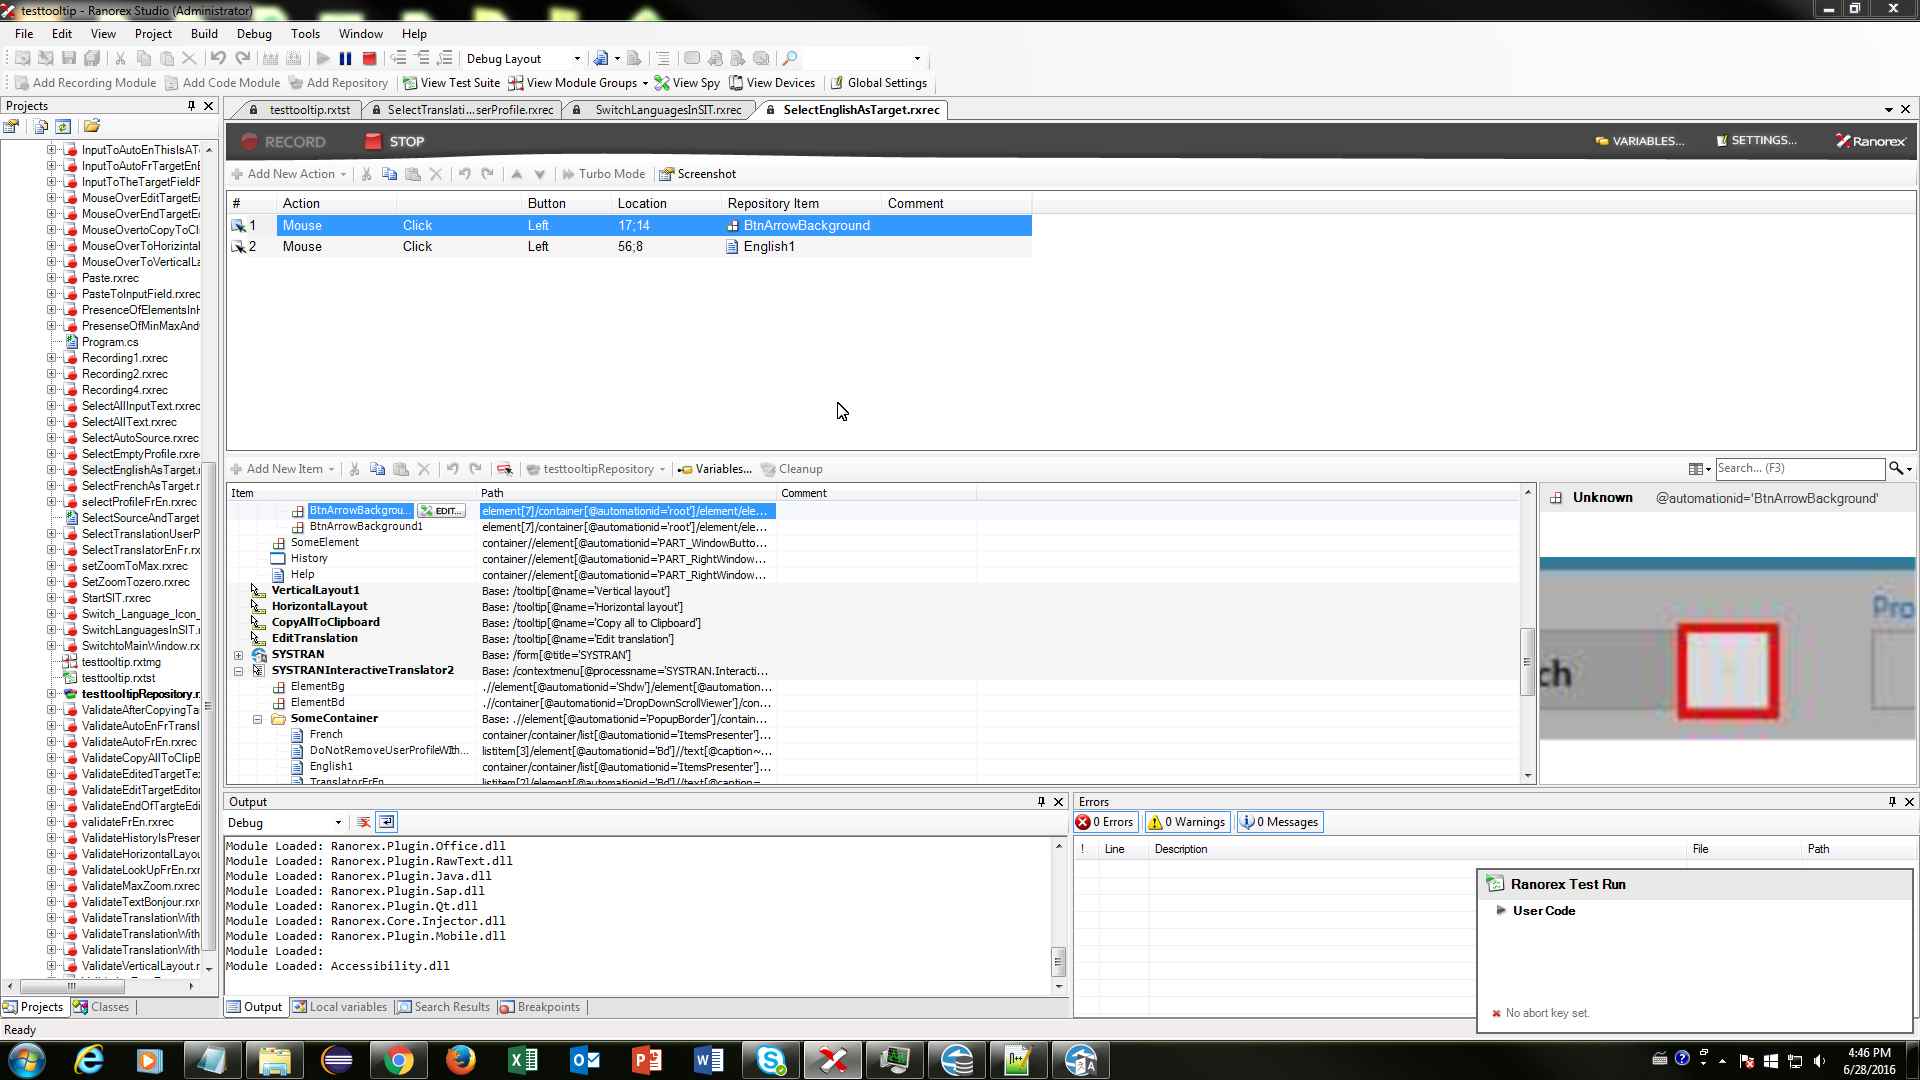 testtooltip - Ranorex Studio (Administrator)
File Edit View Project Build Debug Tools Window Help
Debug Layout
Add Recording Module Add Code Module Add Repository View Test Suite View Module Groups View Spy View Devices Global Settings
Projects
testtooltip.rxtst SelectTranslati...serProfile.rxrec SwitchLanguagesInSIT.rxrec SelectEnglishAsTarget.rxrec
RECORD STOP VARIABLES... SETTINGS... Ranorex
Add New Action Turbo Mode Screenshot
# Action Button Location Repository Item Comment
1 Mouse Click Left 17;14 BtnArrowBackground
2 Mouse Click Left 56;8 English1
InputToAutoEnThisIsAT
InputToAutoFrTargetEnE
InputToTheTargetFieldF
MouseOverEditTargetEd
MouseOverEndTargetEd
MouseOvertoCopyToCl
MouseOverToHorizintal
MouseOverToVerticalLa
Paste.rxrec
PasteToInputField.rxrec
PresenceOfElementsInH
PresenseOfMinMaxAnd
Program.cs
Recording1.rxrec
Recording2.rxrec
Recording4.rxrec
SelectAllInputText.rxrec
SelectAllText.rxrec
SelectAutoSource.rxrec
SelectEmptyProfile.rxre
SelectEnglishAsTarget.r
SelectFrenchAsTarget.r
selectProfileFrEn.rxrec
SelectSourceAndTarget
SelectTranslationUserP
SelectTranslatorEnFr.rx
setZoomToMax.rxrec
SetZoomTozero.rxrec
StartSIT.rxrec
Switch_Language_Icon_
SwitchLanguagesInSIT.r
SwitchtoMainWindow.rx
testtooltip.rxtmg
testtooltip.rxtst
testtooltipRepository.r
ValidateAfterCopyingTa
ValidateAutoEnFrTransl
ValidateAutoFrEn.rxrec
ValidateCopyAllToClipB
ValidateEditedTargetTe
ValidateEditTargetEditor
ValidateEndOfTargteEdi
validateFrEn.rxrec
ValidateHistoryIsPreser
ValidateHorizontalLayou
ValidateLookUpFrEn.rx
ValidateMaxZoom.rxrec
ValidateTextBonjour.rxr
ValidateTranslationWith
ValidateTranslationWith
ValidateTranslationWith
ValidateVerticalLayout.r
Projects Classes
Add New Item testtooltipRepository Variables... Cleanup Search... (F3)
Item Path Comment
BtnArrowBackgrou... EDIT... element[7]/container[@automationid='root']/element/ele...
BtnArrowBackground1 element[7]/container[@automationid='root']/element/ele...
SomeElement container//element[@automationid='PART_WindowButto...
History container//element[@automationid='PART_RightWindow...
Help container//element[@automationid='PART_RightWindow...
VerticalLayout1 Base: /tooltip[@name='Vertical layout']
HorizontalLayout Base: /tooltip[@name='Horizontal layout']
CopyAllToClipboard Base: /tooltip[@name='Copy all to Clipboard']
EditTranslation Base: /tooltip[@name='Edit translation']
SYSTRAN Base: /form[@title='SYSTRAN']
SYSTRANInteractiveTranslator2 Base: /contextmenu[@processname='SYSTRAN.Interacti...
ElementBg .//element[@automationid='Shdw']/element[@automation...
ElementBd .//container[@automationid='DropDownScrollViewer']/con...
SomeContainer Base: .//element[@automationid='PopupBorder']/contain...
French container/container/list[@automationid='ItemsPresenter']...
DoNotRemoveUserProfileWith... listitem[3]/element[@automationid='Bd']//text[@caption~...
English1 container/container/list[@automationid='ItemsPresenter']...
TranslatorFrEn listitem[2]/element[@automationid='Bd']//text[@caption=
Unknown @automationid='BtnArrowBackground'
Pro
ch
Output
Debug
Module Loaded: Ranorex.Plugin.Office.dll
Module Loaded: Ranorex.Plugin.RawText.dll
Module Loaded: Ranorex.Plugin.Java.dll
Module Loaded: Ranorex.Plugin.Sap.dll
Module Loaded: Ranorex.Plugin.Qt.dll
Module Loaded: Ranorex.Core.Injector.dll
Module Loaded: Ranorex.Plugin.Mobile.dll
Module Loaded:
Module Loaded: Accessibility.dll
Output Local variables Search Results Breakpoints
Errors
0 Errors 0 Warnings 0 Messages
! Line Description File Path
Ranorex Test Run
User Code
No abort key set.
Ready
4:46 PM
6/28/2016